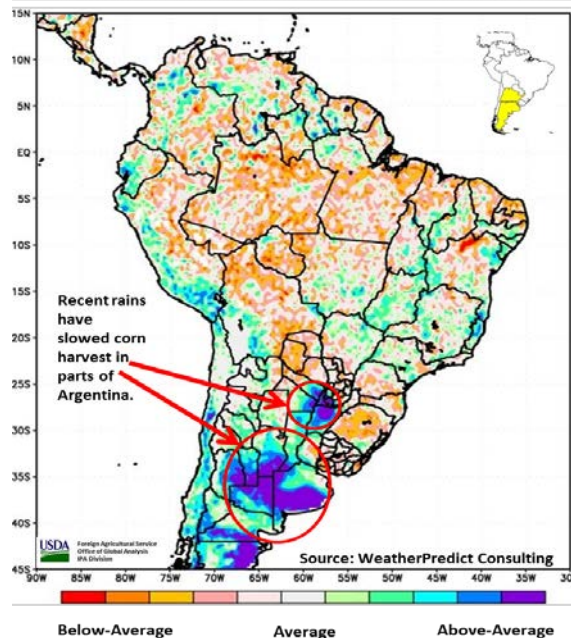 15N
10N
5N
EQ
5S
10S
15S
20S
25S
30S
35S
40S
45S
Recent rains
have
slowed corn
harvest in
parts of
Argentina.
USDA
Foreign Agricultural Service
Office of Global Analysis
IPA Division
Source: WeatherPredict Consulting
90W 85W 80W 75W 70W 65W 60W 55W 50W 45W 40W 35W 30
Below-Average Average Above-Average